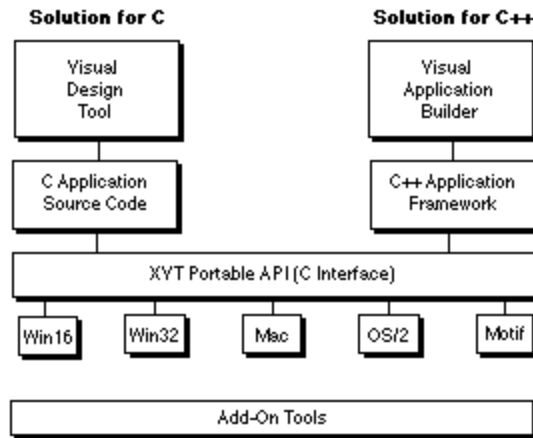 Solution for C
Solution for C++
Visual
Design
Tool
Visual
Application
Builder
C Application
Source Code
C++ Application
Framework
XYT Portable API (C Interface)
Win16
Win32
Mac
OS/2
Motif
Add-On Tools